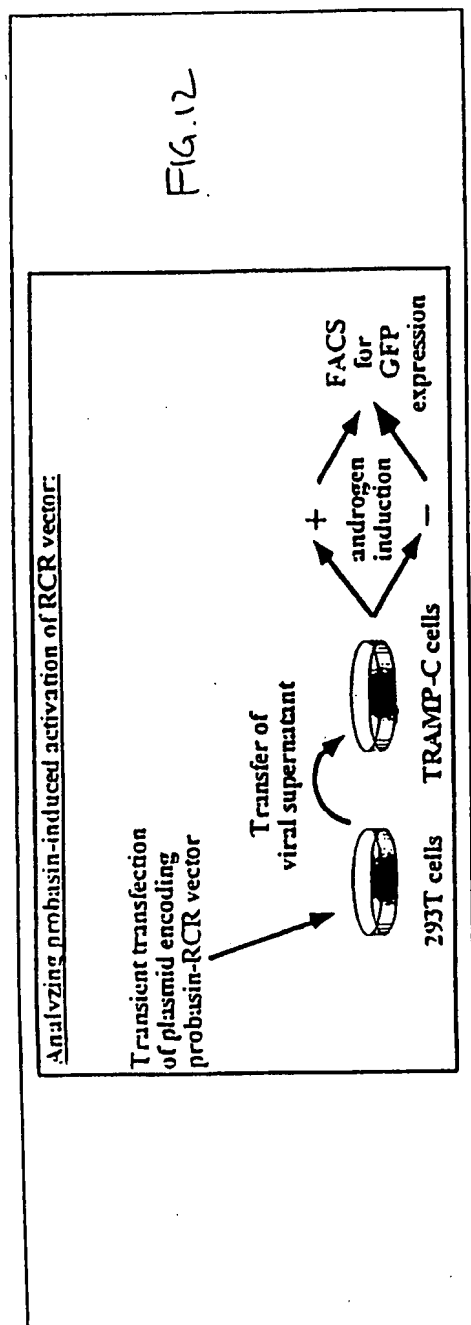 FIG.12
Analyzing probasin-induced activation of RCR vector:
Transient transfection
of plasmid encoding
probasin-RCR vector
Transfer of
viral supernatant
293T cells
TRAMP-C cells
+
androgen
induction
–
FACS
for
GFP
expression